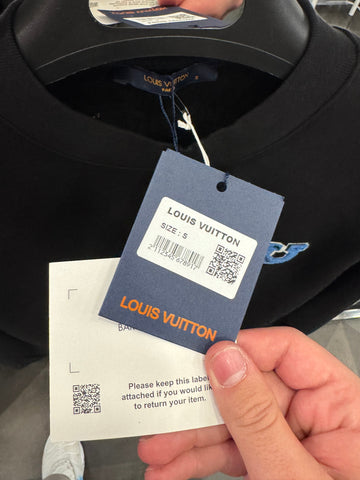 LOUIS VUITTON
LOUIS VUITTON
SIZE : S
LOUIS VUITTON
Please keep this label
attached if you would like
to return your item.